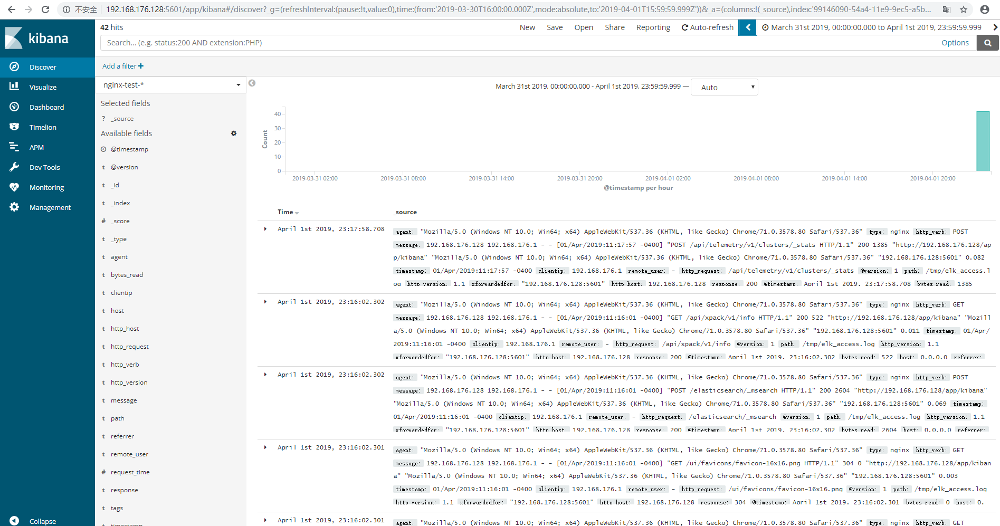 不安全 192.168.176.128:5601/app/kibana#/discover?_g=(refreshInterval:(pause:!t,value:0),time:(from:'2019-03-30T16:00:00.000Z',mode:absolute,to:'2019-04-01T15:59:59.999Z'))&_a=(columns:!(_source),index:'99146090-54a4-11e9-9ec5-a5b...
kibana
Discover
Visualize
Dashboard
Timelion
APM
Dev Tools
Monitoring
Management
Collapse
42 hits
New Save Open Share Reporting Auto-refresh March 31st 2019, 00:00:00.000 to April 1st 2019, 23:59:59.999
Search... (e.g. status:200 AND extension:PHP)
Options
Add a filter +
nginx-test-*
Selected fields
? _source
Available fields
@timestamp
t @version
t _id
t _index
# _score
t _type
t agent
t bytes_read
t clientip
t host
t http_host
t http_request
t http_verb
t http_version
t message
t path
t referrer
t remote_user
# request_time
t response
t tags
timestamp
March 31st 2019, 00:00:00.000 - April 1st 2019, 23:59:59.999 — Auto
Count
40
30
20
10
0
2019-03-31 02:00 2019-03-31 08:00 2019-03-31 14:00 2019-03-31 20:00 2019-04-01 02:00 2019-04-01 08:00 2019-04-01 14:00 2019-04-01 20:00
@timestamp per hour
Time _source
April 1st 2019, 23:17:58.708
agent: "Mozilla/5.0 (Windows NT 10.0; Win64; x64) AppleWebKit/537.36 (KHTML, like Gecko) Chrome/71.0.3578.80 Safari/537.36" type: nginx http_verb: POST
message: 192.168.176.128 192.168.176.1 - - [01/Apr/2019:11:17:57 -0400] "POST /api/telemetry/v1/clusters/_stats HTTP/1.1" 200 1385 "http://192.168.176.128/ap
p/kibana" "Mozilla/5.0 (Windows NT 10.0; Win64; x64) AppleWebKit/537.36 (KHTML, like Gecko) Chrome/71.0.3578.80 Safari/537.36" "192.168.176.128:5601" 0.082
timestamp: 01/Apr/2019:11:17:57 -0400 clientip: 192.168.176.1 remote_user: - http_request: /api/telemetry/v1/clusters/_stats @version: 1 path: /tmp/elk_access.l
og http_version: 1.1 xforwardedfor: "192.168.176.128:5601" http_host: 192.168.176.128 response: 200 @timestamp: April 1st 2019, 23:17:58.708 bytes_read: 1385
April 1st 2019, 23:16:02.302
agent: "Mozilla/5.0 (Windows NT 10.0; Win64; x64) AppleWebKit/537.36 (KHTML, like Gecko) Chrome/71.0.3578.80 Safari/537.36" type: nginx http_verb: GET
message: 192.168.176.128 192.168.176.1 - - [01/Apr/2019:11:16:01 -0400] "GET /api/xpack/v1/info HTTP/1.1" 200 522 "http://192.168.176.128/app/kibana" "Mozill
a/5.0 (Windows NT 10.0; Win64; x64) AppleWebKit/537.36 (KHTML, like Gecko) Chrome/71.0.3578.80 Safari/537.36" "192.168.176.128:5601" 0.011 timestamp: 01/Apr/
2019:11:16:01 -0400 clientip: 192.168.176.1 remote_user: - http_request: /api/xpack/v1/info @version: 1 path: /tmp/elk_access.log http_version: 1.1
xforwardedfor: "192.168.176.128:5601" http_host: 192.168.176.128 response: 200 @timestamp: April 1st 2019, 23:16:02.302 bytes_read: 522 host: 0.0.0.0 referrer:
April 1st 2019, 23:16:02.302
agent: "Mozilla/5.0 (Windows NT 10.0; Win64; x64) AppleWebKit/537.36 (KHTML, like Gecko) Chrome/71.0.3578.80 Safari/537.36" type: nginx http_verb: POST
message: 192.168.176.128 192.168.176.1 - - [01/Apr/2019:11:16:01 -0400] "POST /elasticsearch/_msearch HTTP/1.1" 200 2604 "http://192.168.176.128/app/kibana"
"Mozilla/5.0 (Windows NT 10.0; Win64; x64) AppleWebKit/537.36 (KHTML, like Gecko) Chrome/71.0.3578.80 Safari/537.36" "192.168.176.128:5601" 0.069 timestamp:
01/Apr/2019:11:16:01 -0400 clientip: 192.168.176.1 remote_user: - http_request: /elasticsearch/_msearch @version: 1 path: /tmp/elk_access.log http_version: 1.1
xforwardedfor: "192.168.176.128:5601" http_host: 192.168.176.128 response: 200 @timestamp: April 1st 2019, 23:16:02.302 bytes_read: 2604 host: 0.0.0.0 referrer:
April 1st 2019, 23:16:02.301
agent: "Mozilla/5.0 (Windows NT 10.0; Win64; x64) AppleWebKit/537.36 (KHTML, like Gecko) Chrome/71.0.3578.80 Safari/537.36" type: nginx http_verb: GET
message: 192.168.176.128 192.168.176.1 - - [01/Apr/2019:11:16:01 -0400] "GET /ui/favicons/favicon-16x16.png HTTP/1.1" 304 0 "http://192.168.176.128/app/kiban
a" "Mozilla/5.0 (Windows NT 10.0; Win64; x64) AppleWebKit/537.36 (KHTML, like Gecko) Chrome/71.0.3578.80 Safari/537.36" "192.168.176.128:5601" 0.003
timestamp: 01/Apr/2019:11:16:01 -0400 clientip: 192.168.176.1 remote_user: - http_request: /ui/favicons/favicon-16x16.png @version: 1 path: /tmp/elk_access.log
http_version: 1.1 xforwardedfor: "192.168.176.128:5601" http_host: 192.168.176.128 response: 304 @timestamp: April 1st 2019, 23:16:02.301 bytes_read: 0 host: 0.
April 1st 2019, 23:16:02.301
agent: "Mozilla/5.0 (Windows NT 10.0; Win64; x64) AppleWebKit/537.36 (KHTML, like Gecko) Chrome/71.0.3578.80 Safari/537.36" type: nginx http_verb: GET